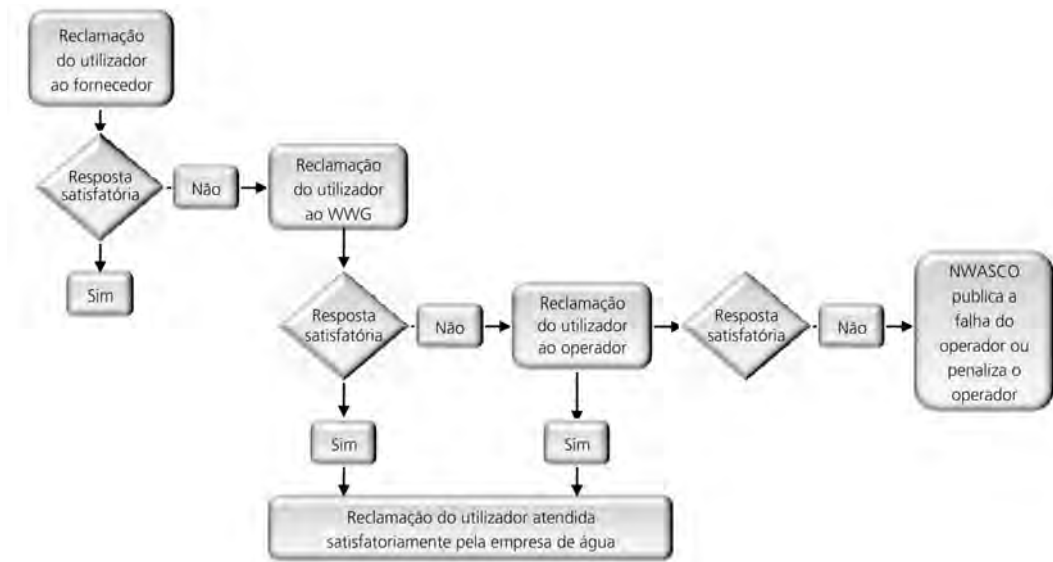 Reclamação
do utilizador
ao fornecedor
Resposta
satisfatória
Não
Sim
Reclamação
do utilizador
ao WWG
Resposta
satisfatória
Não
Sim
Reclamação
do utilizador
ao operador
Sim
Resposta
satisfatória
Não
NWASCO
publica a
falha do
operador ou
penaliza o
operador
Reclamação do utilizador atendida
satisfatoriamente pela empresa de água